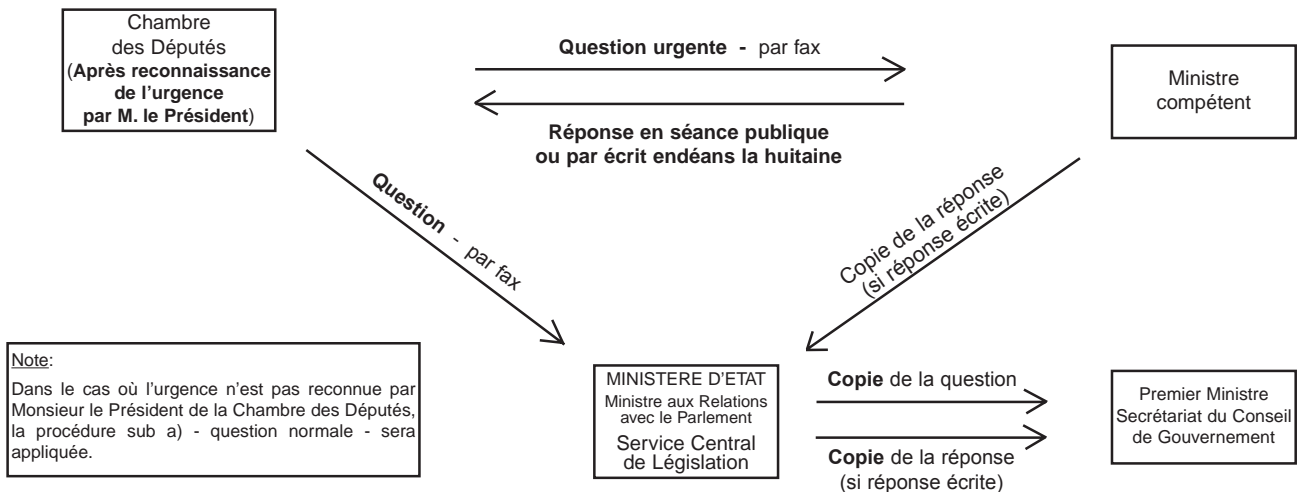 Chambre
des Députés
(Après reconnaissance
de l'urgence
par M. le Président)
Question urgente - par fax
Réponse en séance publique
ou par écrit endéans la huitaine
Ministre
compétent
Question - par fax
Copie de la réponse
(si réponse écrite)
Note:
Dans le cas où l'urgence n'est pas reconnue par
Monsieur le Président de la Chambre des Députés,
la procédure sub a) - question normale - sera
appliquée.
MINISTERE D'ETAT
Ministre aux Relations
avec le Parlement
Service Central
de Législation
Copie de la question
Copie de la réponse
(si réponse écrite)
Premier Ministre
Secrétariat du Conseil
de Gouvernement